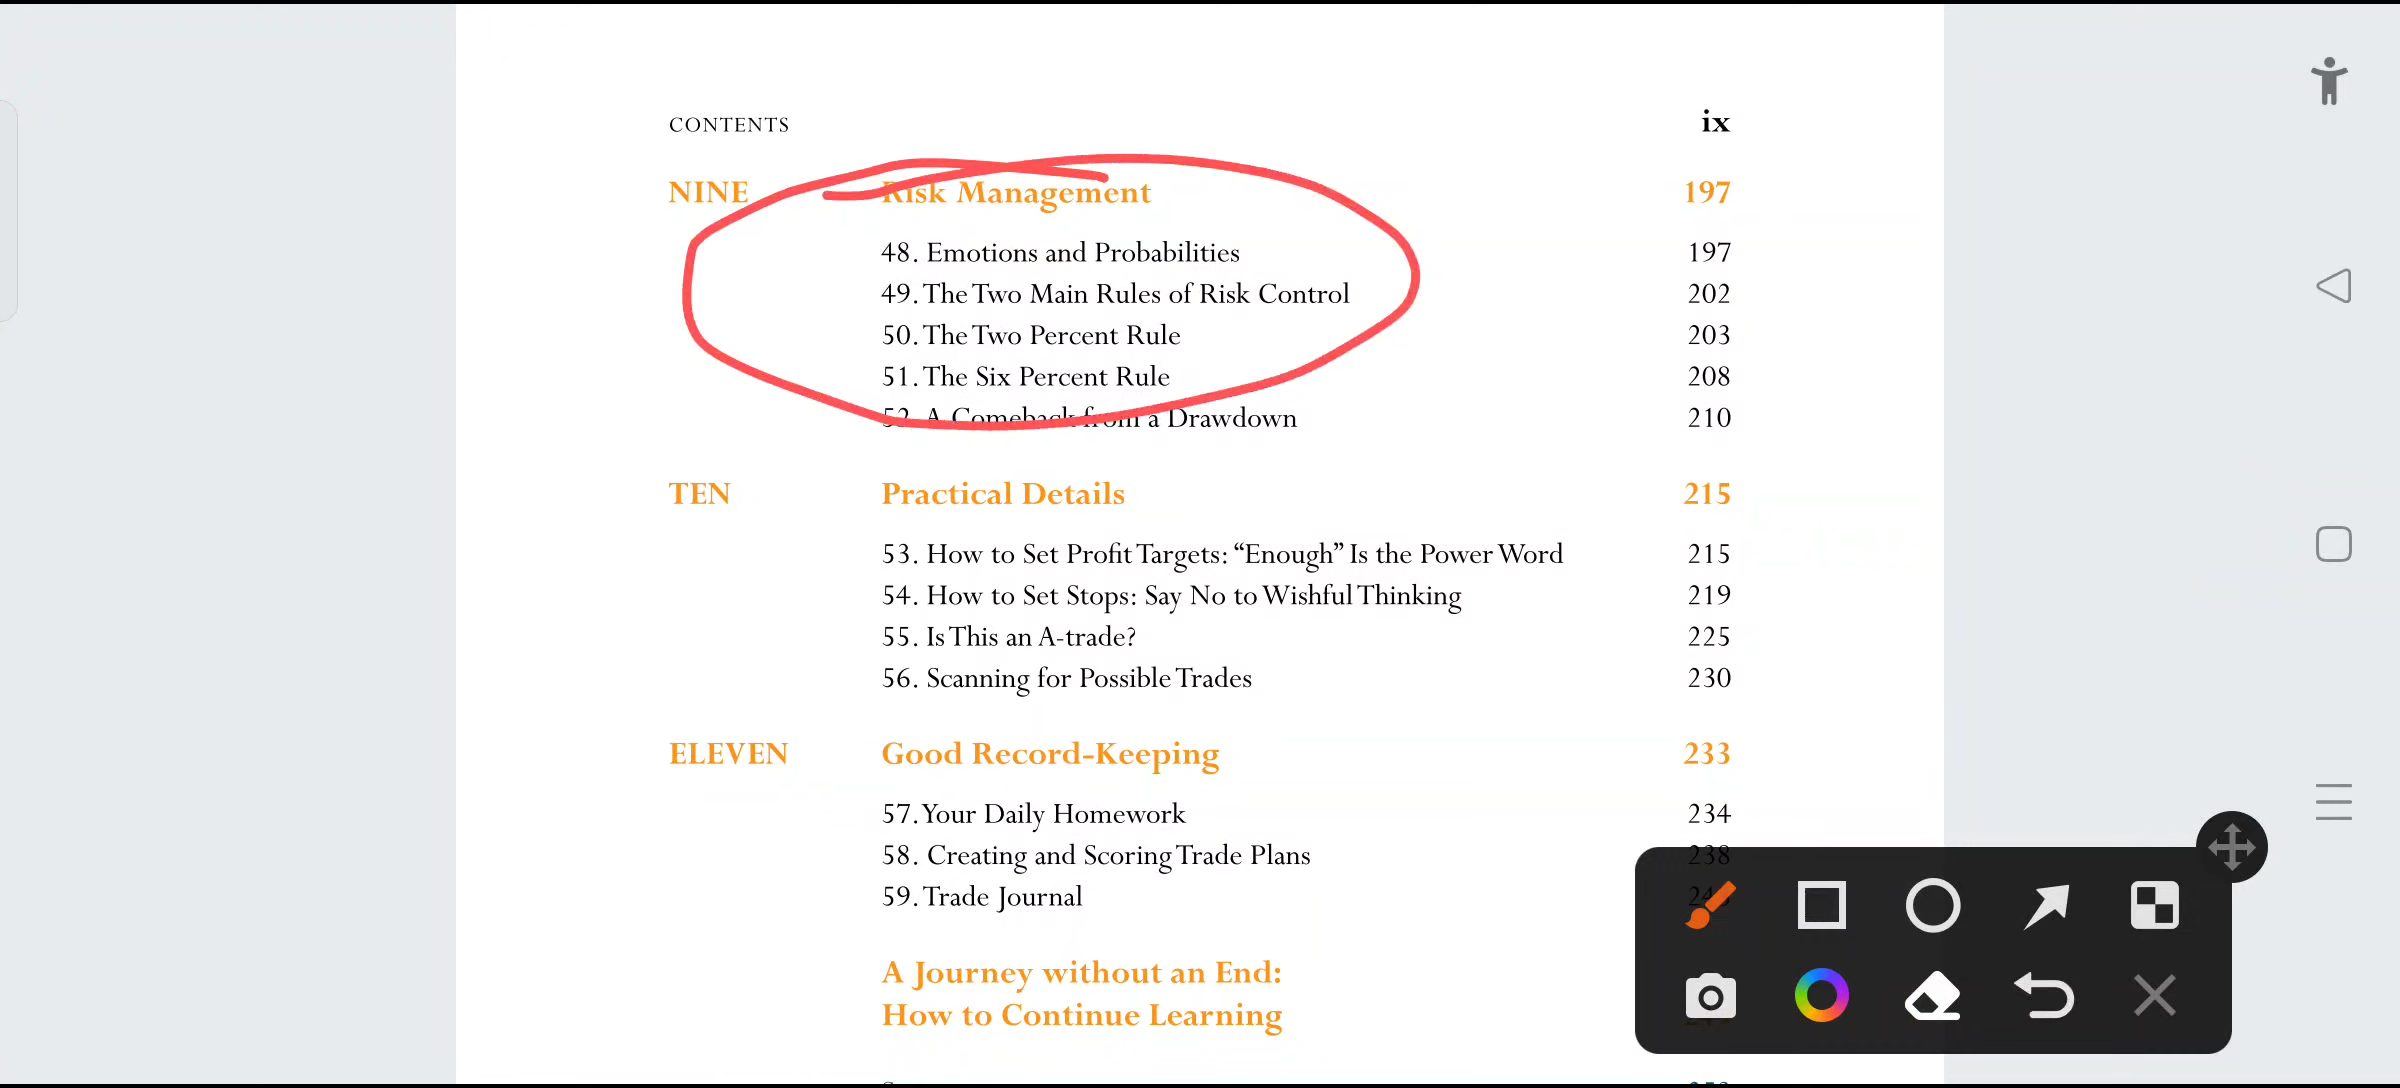 CONTENTS ix
NINE Risk Management 197
48. Emotions and Probabilities 197
49. The Two Main Rules of Risk Control 202
50. The Two Percent Rule 203
51. The Six Percent Rule 208
52. A Comeback from a Drawdown 210
TEN Practical Details 215
53. How to Set Profit Targets: “Enough” Is the Power Word 215
54. How to Set Stops: Say No to Wishful Thinking 219
55. Is This an A-trade? 225
56. Scanning for Possible Trades 230
ELEVEN Good Record-Keeping 233
57. Your Daily Homework 234
58. Creating and Scoring Trade Plans 238
59. Trade Journal
A Journey without an End:
How to Continue Learning